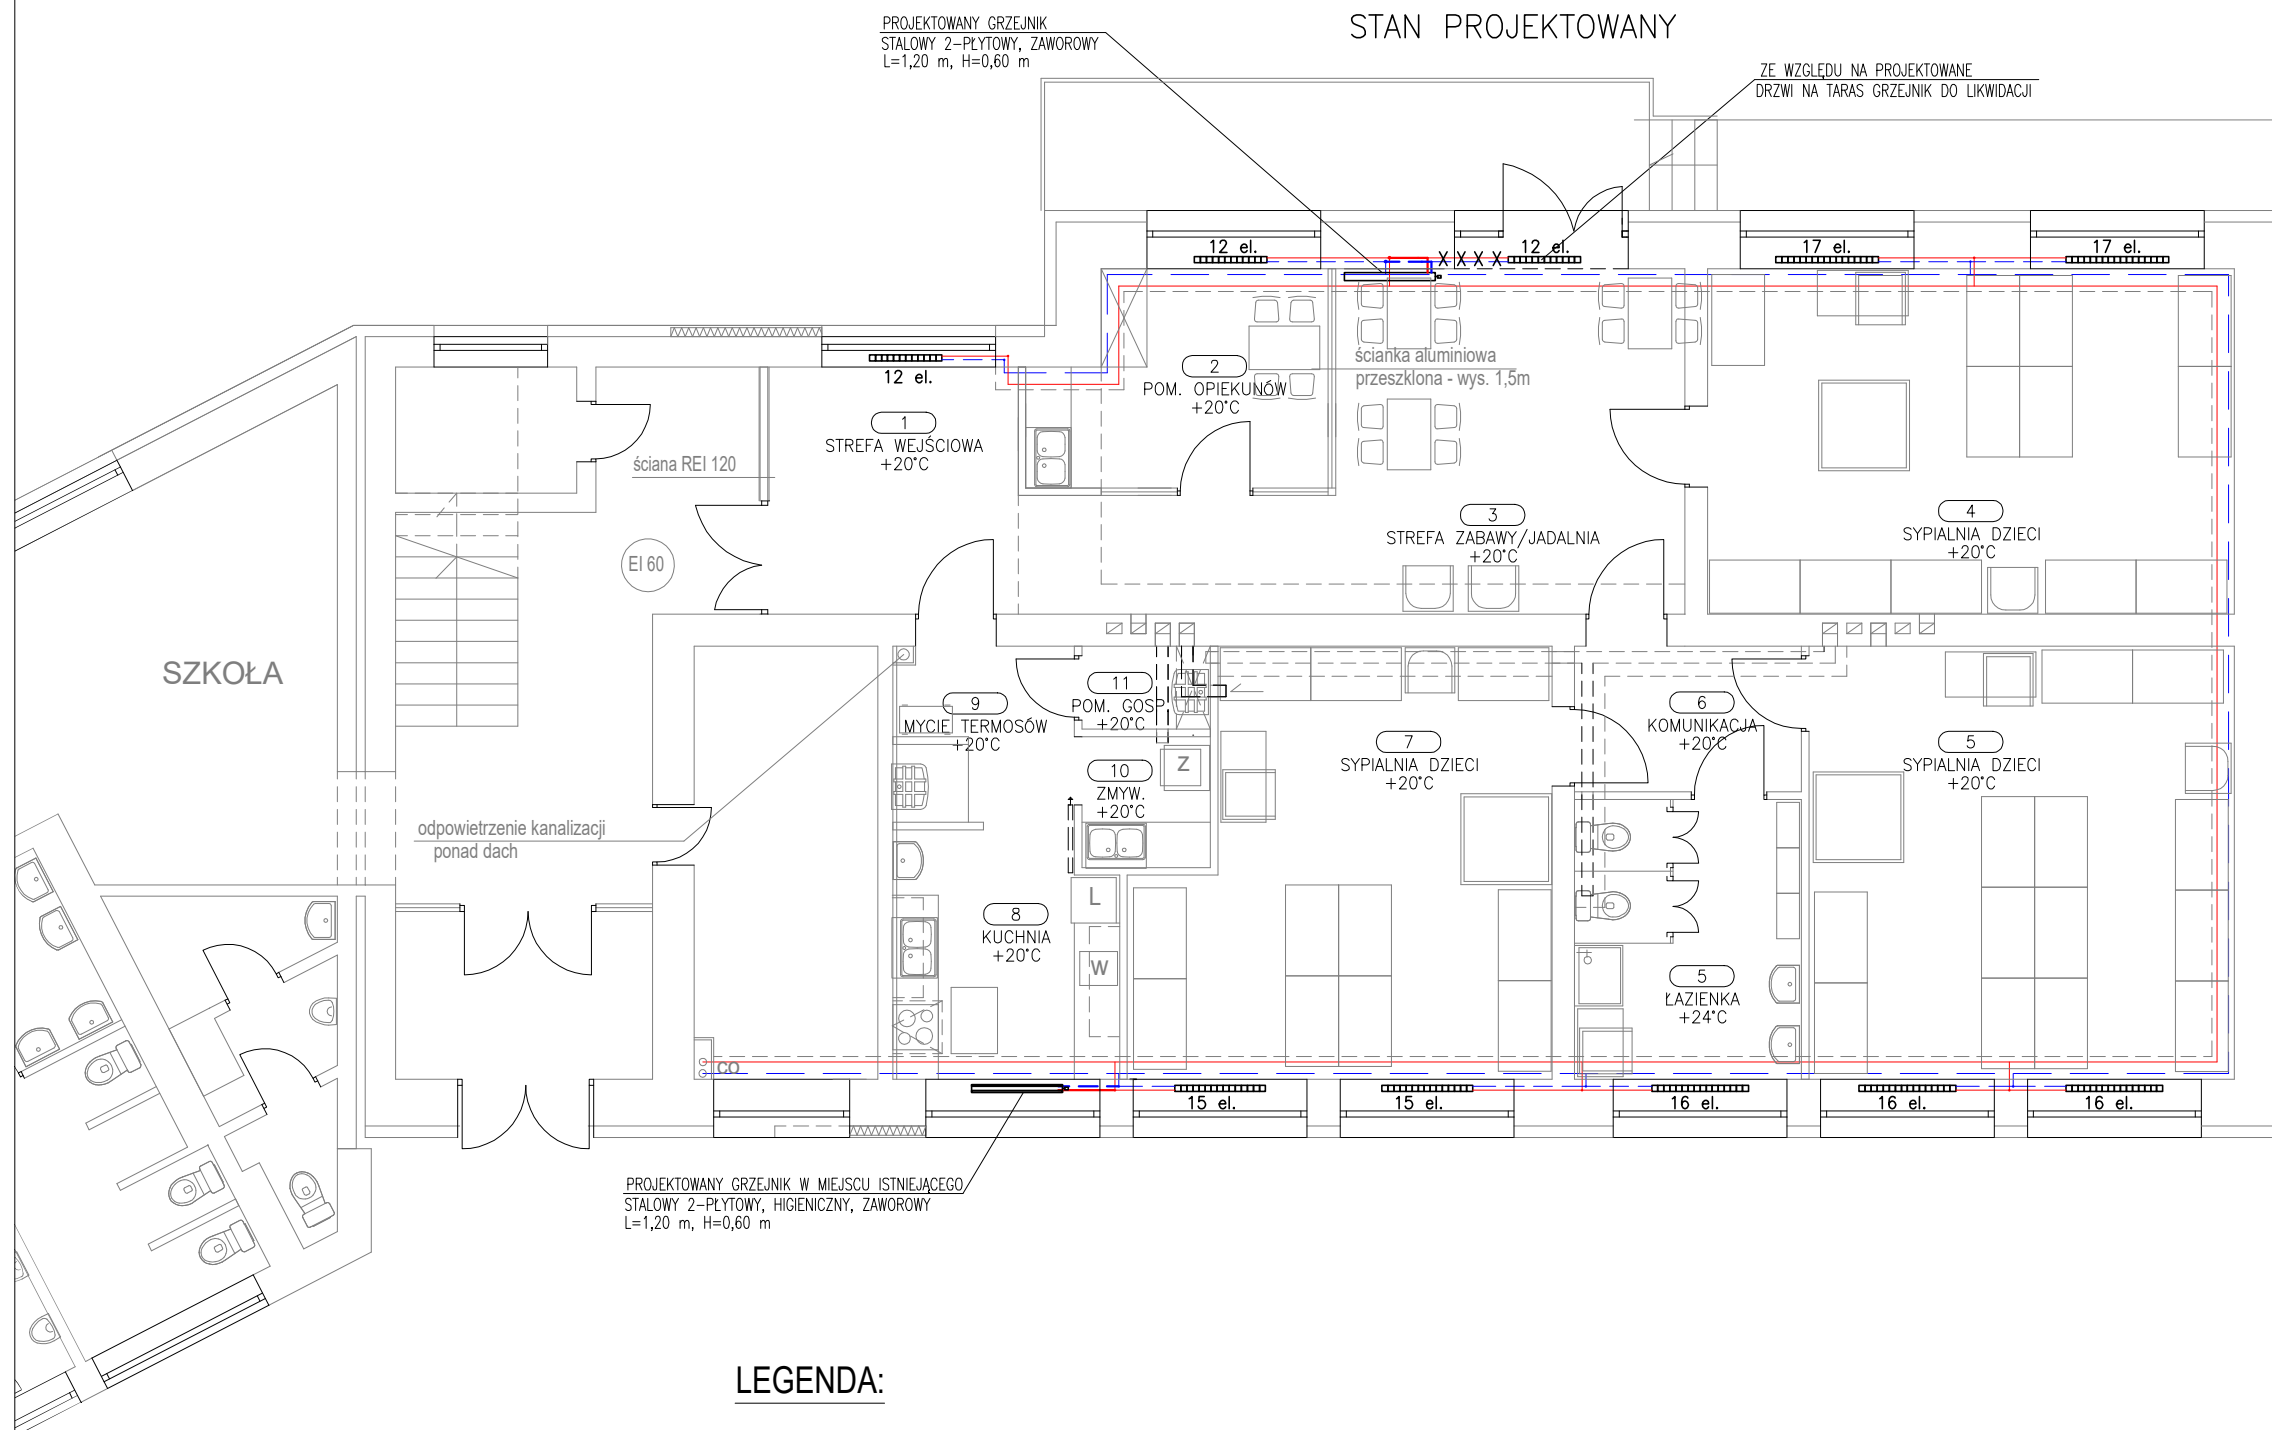 STAN PROJEKTOWANY
PROJEKTOWANY GRZEJNIK
STALOWY 2-PŁYTOWY, ZAWOROWY
L=1,20 m, H=0,60 m
ZE WZGLĘDU NA PROJEKTOWANE
DRZWI NA TARAS GRZEJNIK DO LIKWIDACJI
12 el.
X X X X
12 el.
17 el.
17 el.
12 el.
2
POM. OPIEKUNÓW
+20°C
ścianka aluminiowa
przeszklona - wys. 1,5m
1
STREFA WEJŚCIOWA
+20°C
ściana REI 120
EI 60
3
STREFA ZABAWY/JADALNIA
+20°C
4
SYPIALNIA DZIECI
+20°C
SZKOŁA
9
MYCIE TERMOSÓW
+20°C
11
POM. GOSP
+20°C
10
ZMYW.
+20°C
Z
7
SYPIALNIA DZIECI
+20°C
6
KOMUNIKACJA
+20°C
5
SYPIALNIA DZIECI
+20°C
odpowietrzenie kanalizacji
ponad dach
L
8
KUCHNIA
+20°C
W
5
ŁAZIENKA
+24°C
CO
15 el.
15 el.
16 el.
16 el.
16 el.
PROJEKTOWANY GRZEJNIK W MIEJSCU ISTNIEJĄCEGO
STALOWY 2-PŁYTOWY, HIGIENICZNY, ZAWOROWY
L=1,20 m, H=0,60 m
LEGENDA: